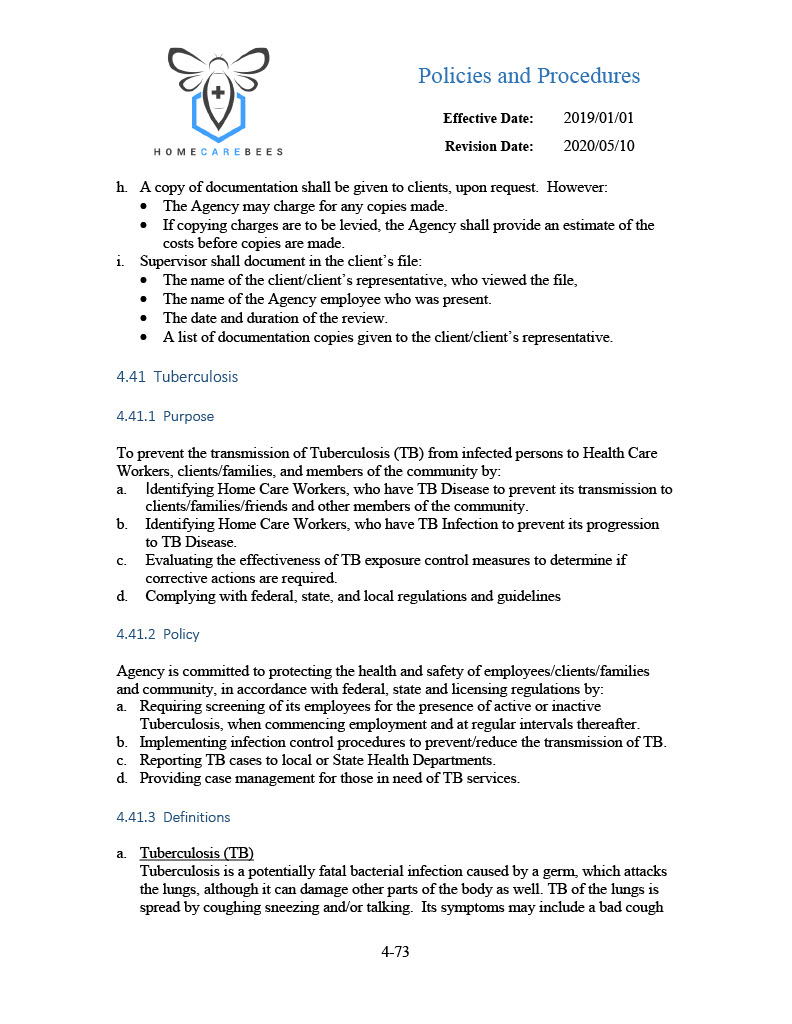 Policies and Procedures
Effective Date: 2019/01/01
Revision Date: 2020/05/10
HOMECAREBEES
h. A copy of documentation shall be given to clients, upon request. However:
• The Agency may charge for any copies made.
• If copying charges are to be levied, the Agency shall provide an estimate of the
costs before copies are made.
i. Supervisor shall document in the client's file:
• The name of the client/client's representative, who viewed the file,
• The name of the Agency employee who was present.
• The date and duration of the review.
• A list of documentation copies given to the client/client's representative.
4.41 Tuberculosis
4.41.1 Purpose
To prevent the transmission of Tuberculosis (TB) from infected persons to Health Care
Workers, clients/families, and members of the community by:
a. Identifying Home Care Workers, who have TB Disease to prevent its transmission to
clients/families/friends and other members of the community.
b. Identifying Home Care Workers, who have TB Infection to prevent its progression
to TB Disease.
c. Evaluating the effectiveness of TB exposure control measures to determine if
corrective actions are required.
d. Complying with federal, state, and local regulations and guidelines
4.41.2 Policy
Agency is committed to protecting the health and safety of employees/clients/families
and community, in accordance with federal, state and licensing regulations by:
a. Requiring screening of its employees for the presence of active or inactive
Tuberculosis, when commencing employment and at regular intervals thereafter.
b. Implementing infection control procedures to prevent/reduce the transmission of TB.
c. Reporting TB cases to local or State Health Departments.
d. Providing case management for those in need of TB services.
4.41.3 Definitions
a. Tuberculosis (TB)
Tuberculosis is a potentially fatal bacterial infection caused by a germ, which attacks
the lungs, although it can damage other parts of the body as well. TB of the lungs is
spread by coughing sneezing and/or talking. Its symptoms may include a bad cough
4-73